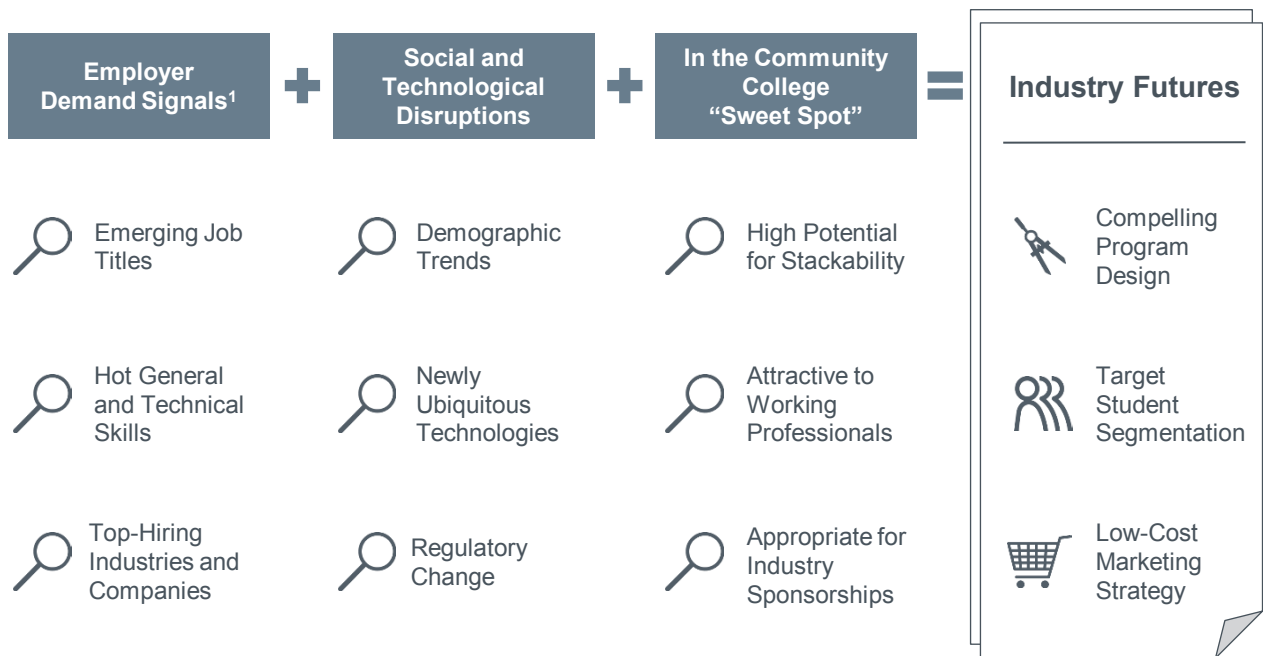 Employer
Demand Signals¹
Social and
Technological
Disruptions
In the Community
College
“Sweet Spot”
Industry Futures
Emerging Job
Titles
Demographic
Trends
High Potential
for Stackability
Compelling
Program
Design
Hot General
and Technical
Skills
Newly
Ubiquitous
Technologies
Attractive to
Working
Professionals
Target
Student
Segmentation
Top-Hiring
Industries and
Companies
Regulatory
Change
Appropriate for
Industry
Sponsorships
Low-Cost
Marketing
Strategy